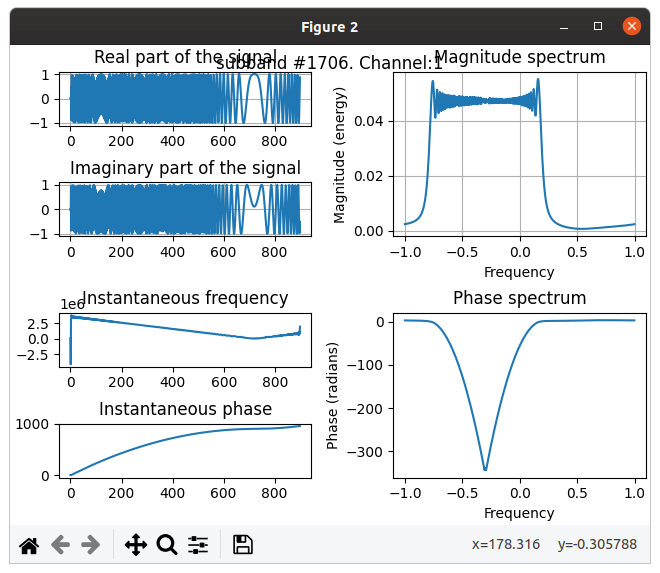 Figure 2
subband #1706. Channel:1
Real part of the signal
1
0
−1
0 200 400 600 800
Imaginary part of the signal
1
0
−1
0 200 400 600 800
Instantaneous frequency
1e6
2.5
0.0
−2.5
0 200 400 600 800
Instantaneous phase
1000
0
0 200 400 600 800
Magnitude spectrum
Magnitude (energy)
0.04
0.02
0.00
−1.0 −0.5 0.0 0.5 1.0
Frequency
Phase spectrum
Phase (radians)
0
−100
−200
−300
−1.0 −0.5 0.0 0.5 1.0
Frequency
x=178.316 y=-0.305788